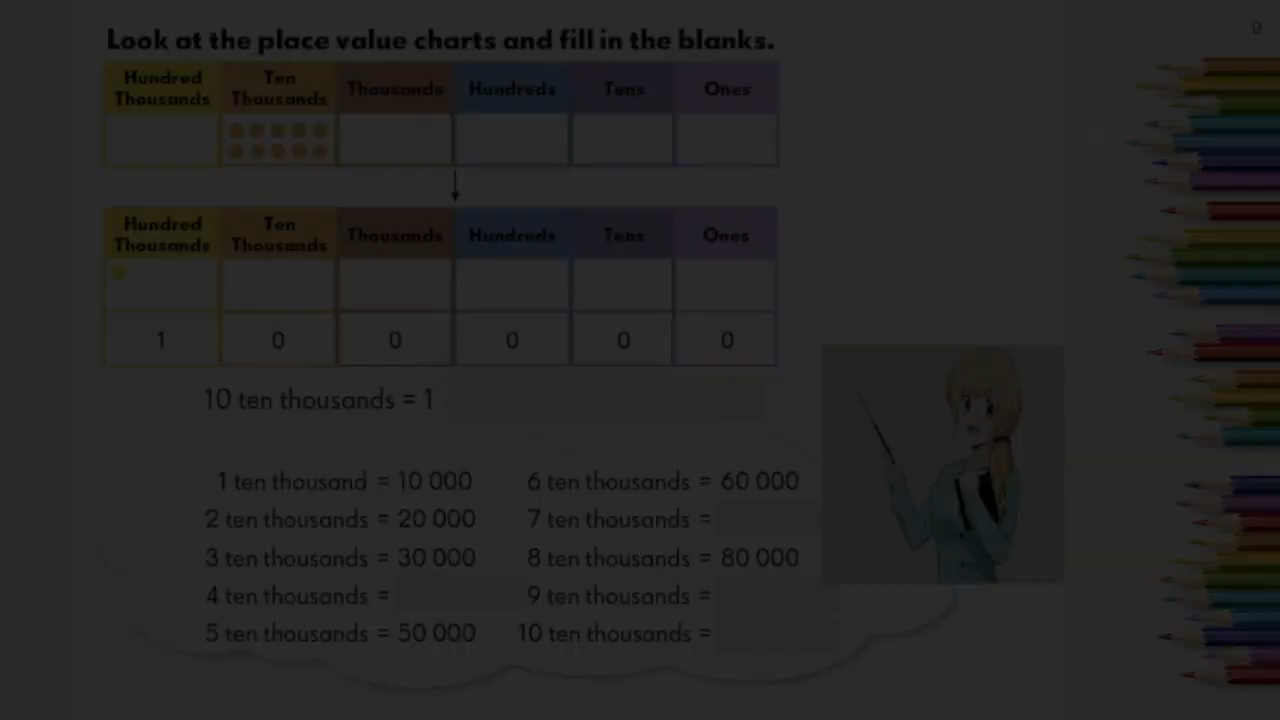 9
Look at the place value charts and fill in the blanks.
Hundred Thousands Ten Thousands Thousands Hundreds Tens Ones
Hundred Thousands Ten Thousands Thousands Hundreds Tens Ones
1 0 0 0 0 0
10 ten thousands = 1
1 ten thousand = 10 000 6 ten thousands = 60 000
2 ten thousands = 20 000 7 ten thousands =
3 ten thousands = 30 000 8 ten thousands = 80 000
4 ten thousands = 9 ten thousands =
5 ten thousands = 50 000 10 ten thousands =